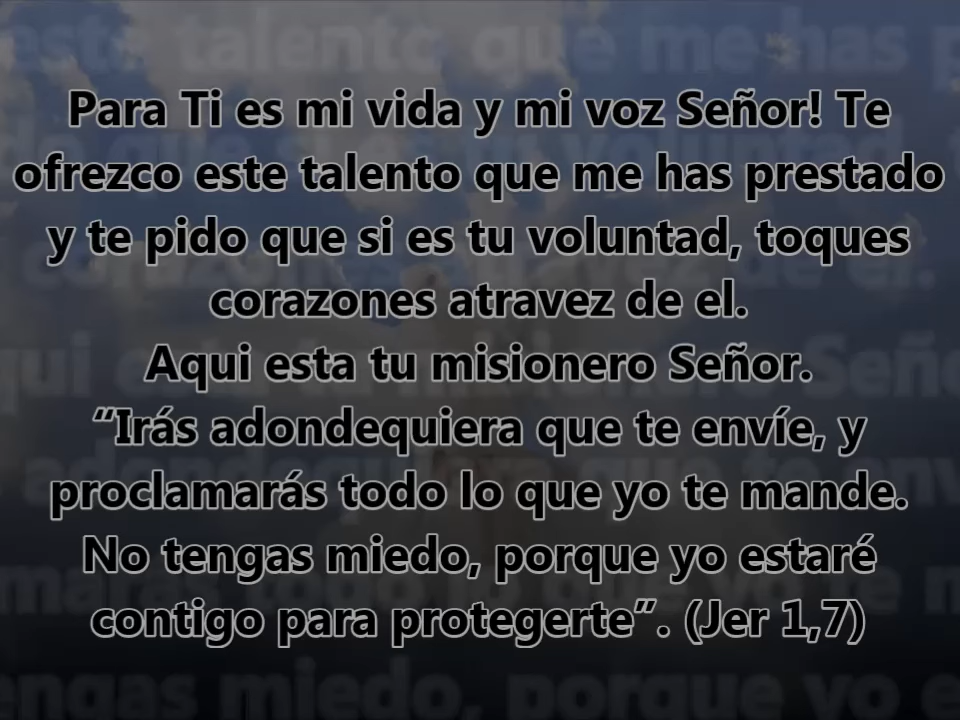 Para Ti es mi vida y mi voz Señor! Te
ofrezco este talento que me has prestado
y te pido que si es tu voluntad, toques
corazones atravez de el.
Aqui esta tu misionero Señor.
“Irás adondequiera que te envíe, y
proclamarás todo lo que yo te mande.
No tengas miedo, porque yo estaré
contigo para protegerte”. (Jer 1,7)